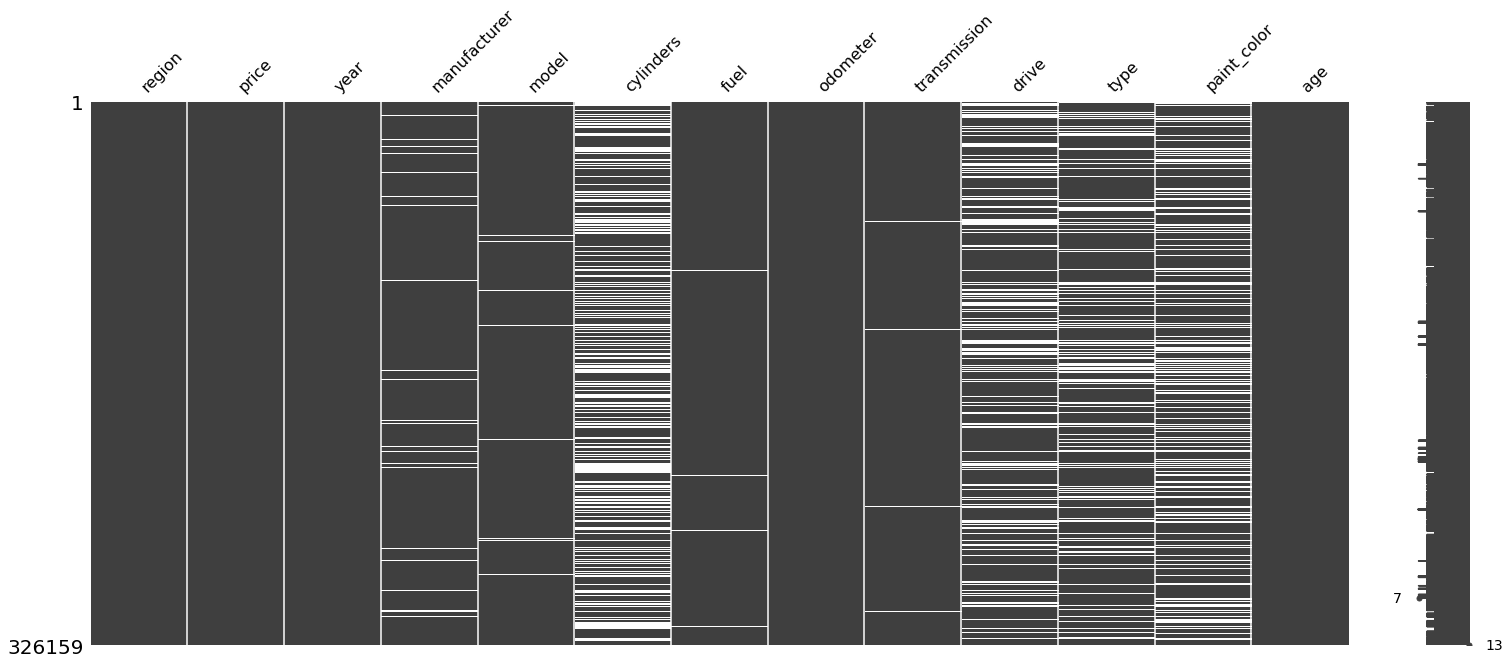 region
price
year
manufacturer
model
cylinders
fuel
odometer
transmission
drive
type
paint_color
age
1
7
326159
13